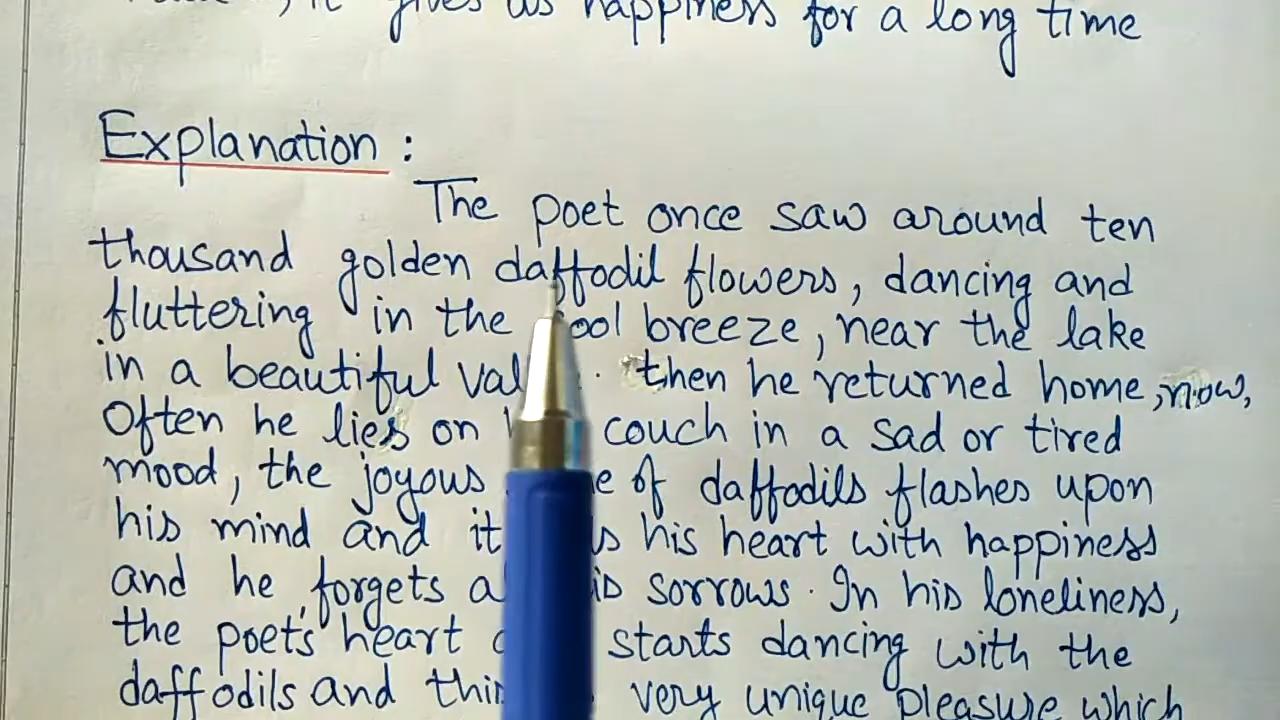 , it gives us happiness for a long time
Explanation :
The poet once saw around ten
thousand golden daffodil flowers, dancing and
fluttering in the cool breeze, near the lake
in a beautiful . then he returned home, now,
Often he lies on couch in a sad or tired
mood, the joyous of daffodils flashes upon
his mind and it his heart with happiness
and he forgets his sorrows. In his loneliness,
the poet's heart starts dancing with the
daffodils and very unique pleasure which